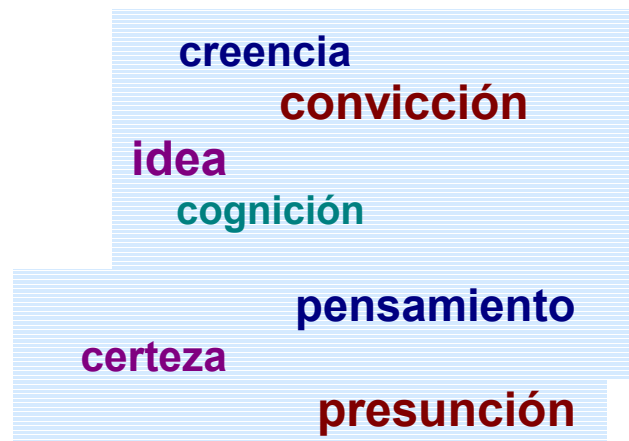 creencia
convicción
idea
cognición
pensamiento
certeza
presunción